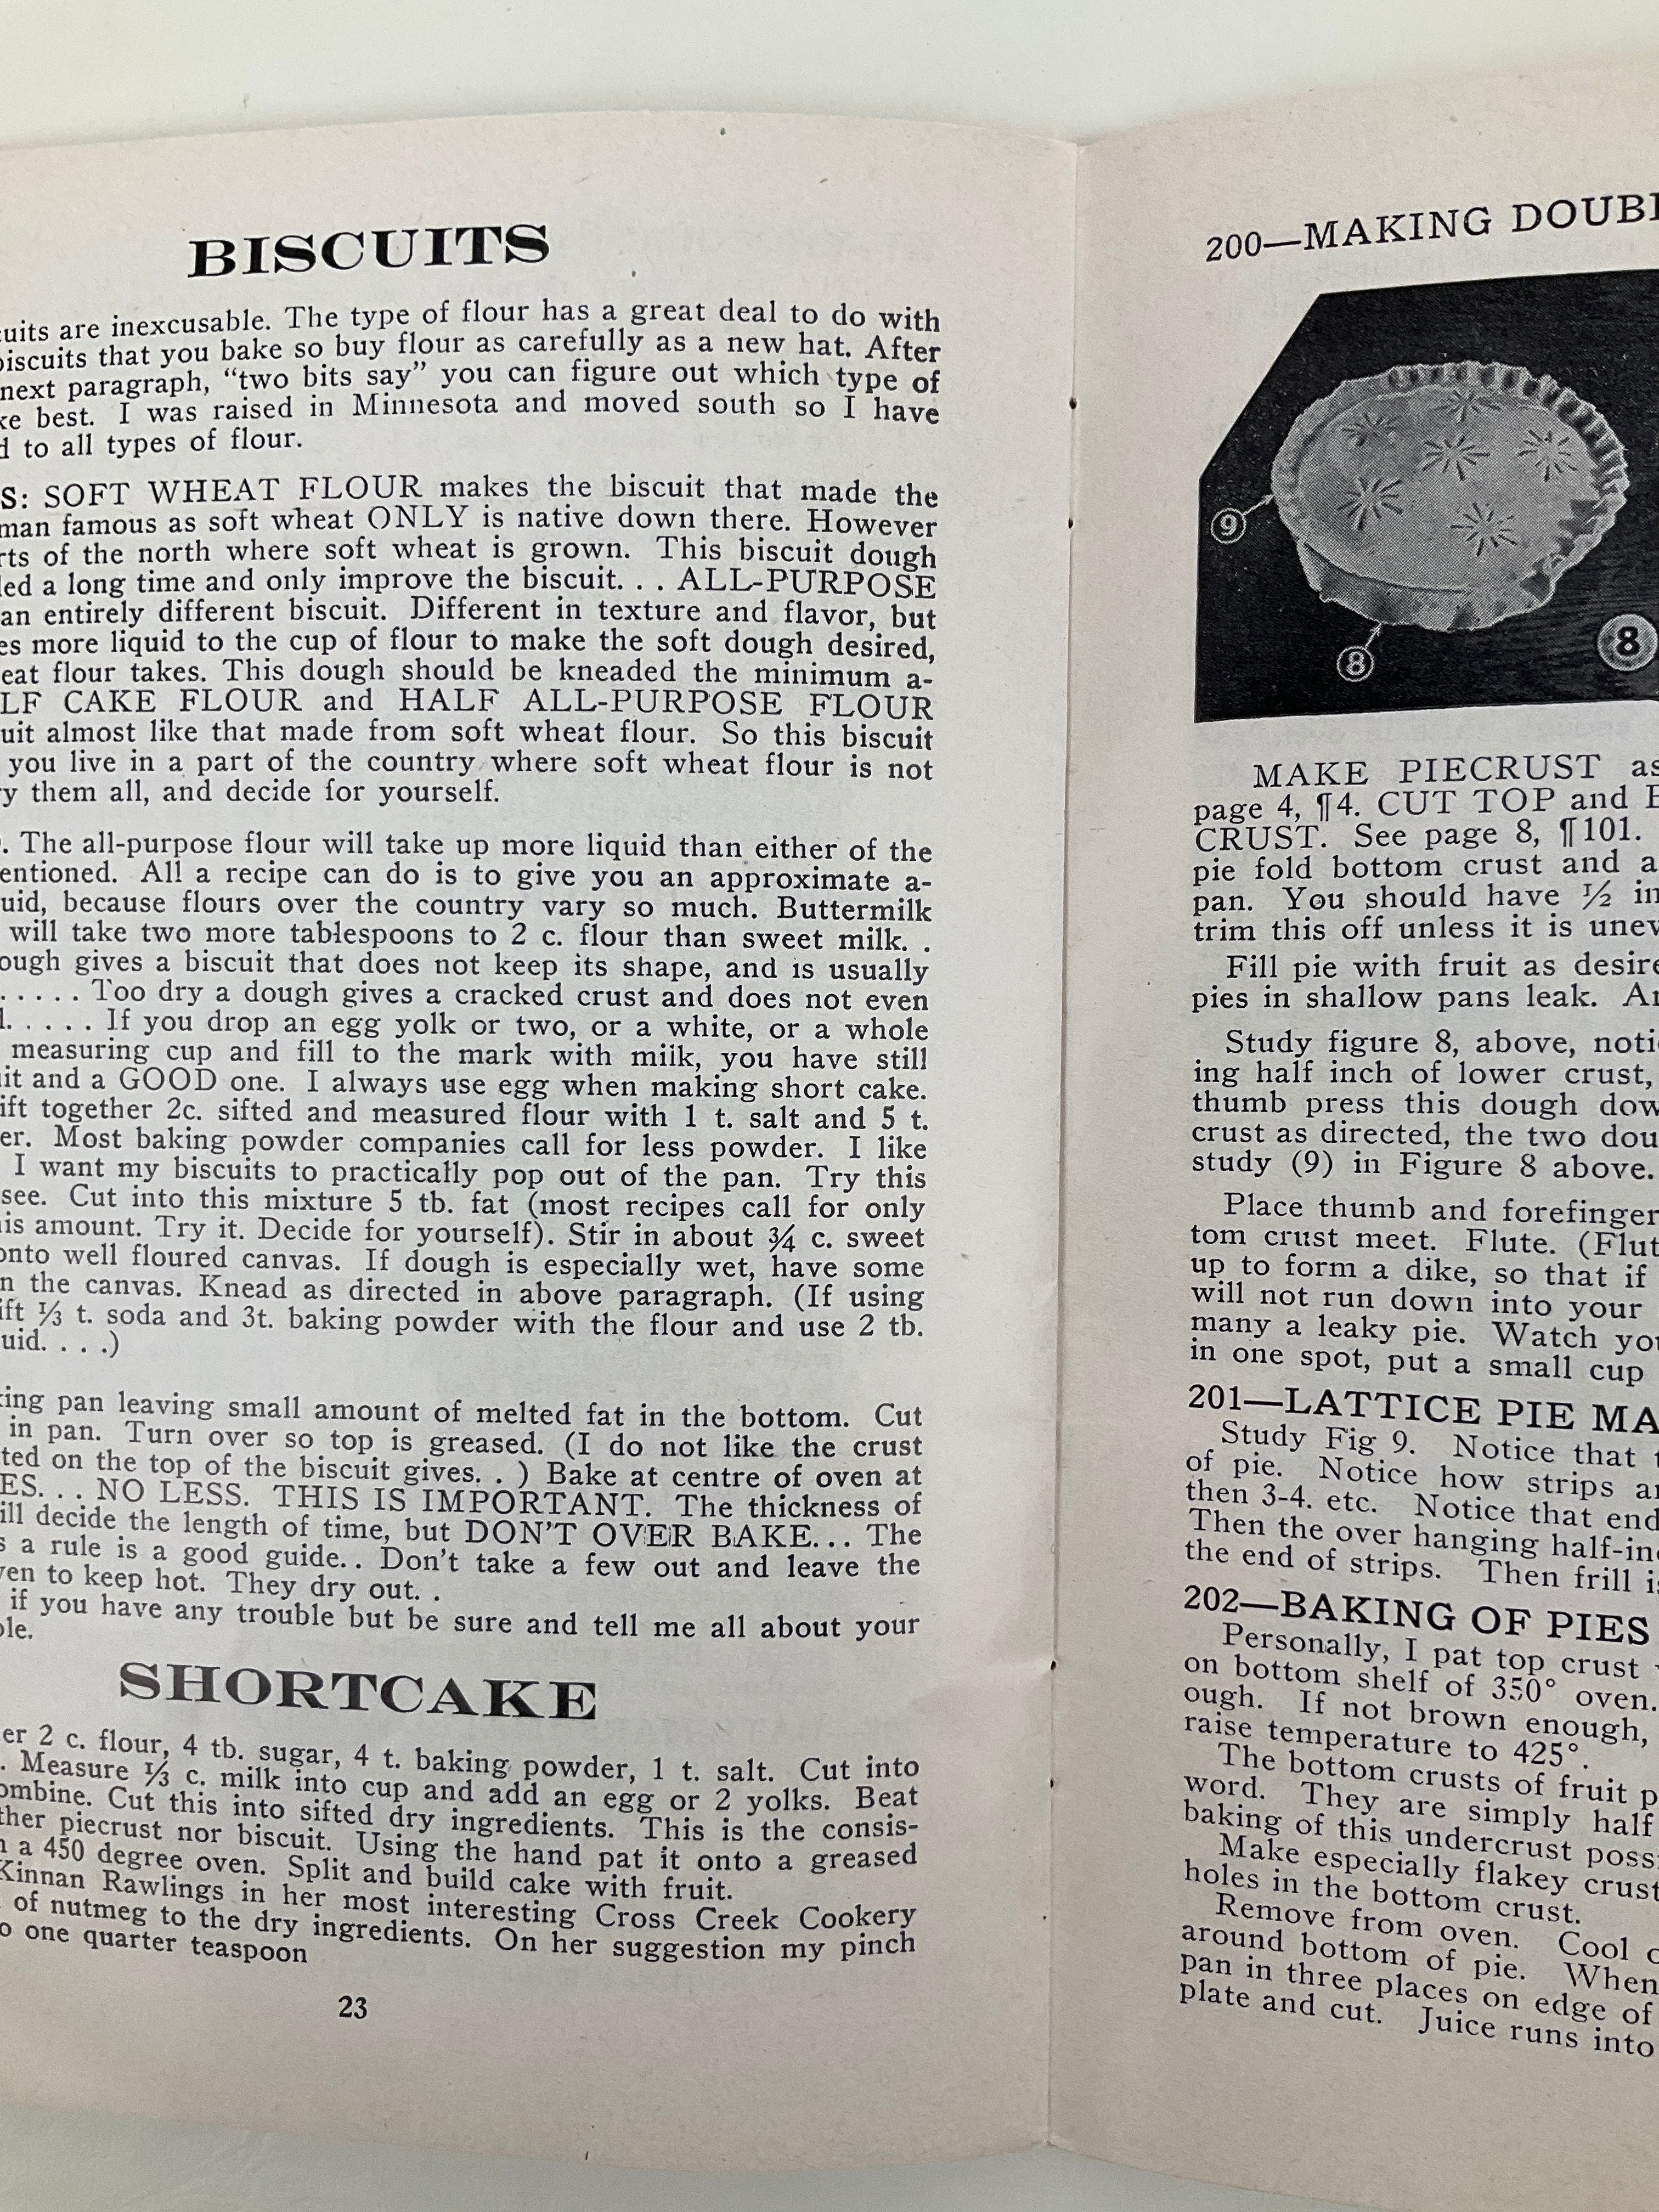 BISCUITS
are inexcusable. The type of flour has a great deal to do with
that you bake so buy flour as carefully as a new hat. After
next paragraph, “two bits say” you can figure out which type of
best. I was raised in Minnesota and moved south so I have
to all types of flour.
S: SOFT WHEAT FLOUR makes the biscuit that made the
man famous as soft wheat ONLY is native down there. However
of the north where soft wheat is grown. This biscuit dough
a long time and only improve the biscuit. . . ALL-PURPOSE
an entirely different biscuit. Different in texture and flavor, but
more liquid to the cup of flour to make the soft dough desired,
flour takes. This dough should be kneaded the minimum a-
CAKE FLOUR and HALF ALL-PURPOSE FLOUR
almost like that made from soft wheat flour. So this biscuit
you live in a part of the country where soft wheat flour is not
them all, and decide for yourself.
. The all-purpose flour will take up more liquid than either of the
entioned. All a recipe can do is to give you an approximate a-
uid, because flours over the country vary so much. Buttermilk
will take two more tablespoons to 2 c. flour than sweet milk. .
ough gives a biscuit that does not keep its shape, and is usually
. . . . . Too dry a dough gives a cracked crust and does not even
. . . . . If you drop an egg yolk or two, or a white, or a whole
measuring cup and fill to the mark with milk, you have still
and a GOOD one. I always use egg when making short cake.
ift together 2c. sifted and measured flour with 1 t. salt and 5 t.
er. Most baking powder companies call for less powder. I like
I want my biscuits to practically pop out of the pan. Try this
see. Cut into this mixture 5 tb. fat (most recipes call for only
is amount. Try it. Decide for yourself). Stir in about ¾ c. sweet
onto well floured canvas. If dough is especially wet, have some
n the canvas. Knead as directed in above paragraph. (If using
ift ⅓ t. soda and 3t. baking powder with the flour and use 2 tb.
uid. . . .)
king pan leaving small amount of melted fat in the bottom. Cut
in pan. Turn over so top is greased. (I do not like the crust
ted on the top of the biscuit gives. . ) Bake at centre of oven at
ES. . . NO LESS. THIS IS IMPORTANT. The thickness of
ill decide the length of time, but DON'T OVER BAKE... The
s a rule is a good guide. . Don't take a few out and leave the
ven to keep hot. They dry out. .
if you have any trouble but be sure and tell me all about your
ble.
SHORTCAKE
er 2 c. flour, 4 tb. sugar, 4 t. baking powder, 1 t. salt. Cut into
. Measure ⅓ c. milk into cup and add an egg or 2 yolks. Beat
ombine. Cut this into sifted dry ingredients. This is the consis-
ther piecrust nor biscuit. Using the hand pat it onto a greased
a 450 degree oven. Split and build cake with fruit.
Kinnan Rawlings in her most interesting Cross Creek Cookery
of nutmeg to the dry ingredients. On her suggestion my pinch
o one quarter teaspoon
23
200—MAKING DOUBL
9
8
8
MAKE PIECRUST as
page 4, ¶4. CUT TOP and B
CRUST. See page 8, ¶101.
pie fold bottom crust and a
pan. You should have ½ in
trim this off unless it is unev
Fill pie with fruit as desire
pies in shallow pans leak. Ar
Study figure 8, above, noti
ing half inch of lower crust,
thumb press this dough dow
crust as directed, the two dou
study (9) in Figure 8 above.
Place thumb and forefinger
tom crust meet. Flute. (Flut
up to form a dike, so that if
will not run down into your
many a leaky pie. Watch you
in one spot, put a small cup
201—LATTICE PIE MA
Study Fig 9. Notice that t
of pie. Notice how strips ar
then 3-4. etc. Notice that end
Then the over hanging half-inc
the end of strips. Then frill is
202—BAKING OF PIES
Personally, I pat top crust
on bottom shelf of 350° oven.
ough. If not brown enough,
raise temperature to 425°.
The bottom crusts of fruit p
word. They are simply half
baking of this undercrust possi
Make especially flakey crust
holes in the bottom crust.
Remove from oven. Cool
around bottom of pie. When
pan in three places on edge of
plate and cut. Juice runs into